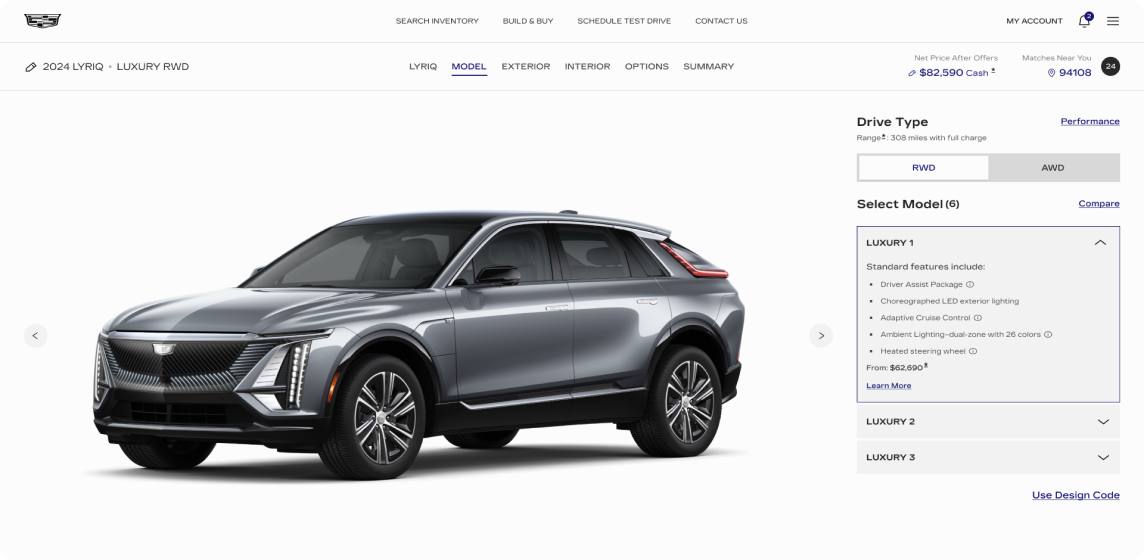 SEARCH INVENTORY BUILD & BUY SCHEDULE TEST DRIVE CONTACT US MY ACCOUNT 2
2024 LYRIQ • LUXURY RWD
LYRIQ MODEL EXTERIOR INTERIOR OPTIONS SUMMARY
Net Price After Offers
$82,590 Cash
Matches Near You
94108
24
Drive Type Performance
Range*: 308 miles with full charge
RWD AWD
Select Model (6) Compare
LUXURY 1
Standard features include:
• Driver Assist Package
• Choreographed LED exterior lighting
• Adaptive Cruise Control
• Ambient Lighting–dual-zone with 26 colors
• Heated steering wheel
From: $62,690*
Learn More
LUXURY 2
LUXURY 3
Use Design Code